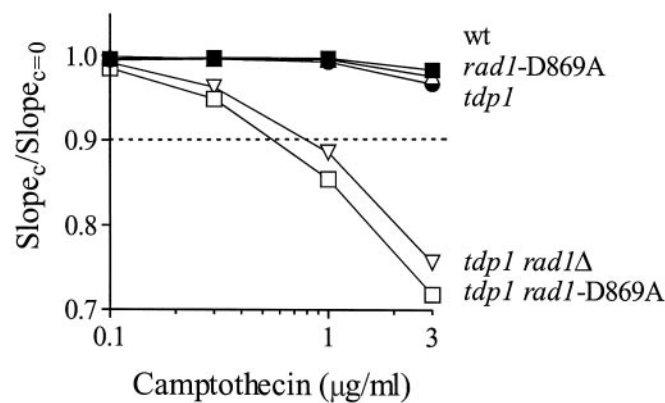 wt
rad1-D869A
tdp1
1.0
0.9
0.8
0.7
Slopec/Slopec=0
tdp1 rad1Δ
tdp1 rad1-D869A
0.1
1
3
Camptothecin (μg/ml)